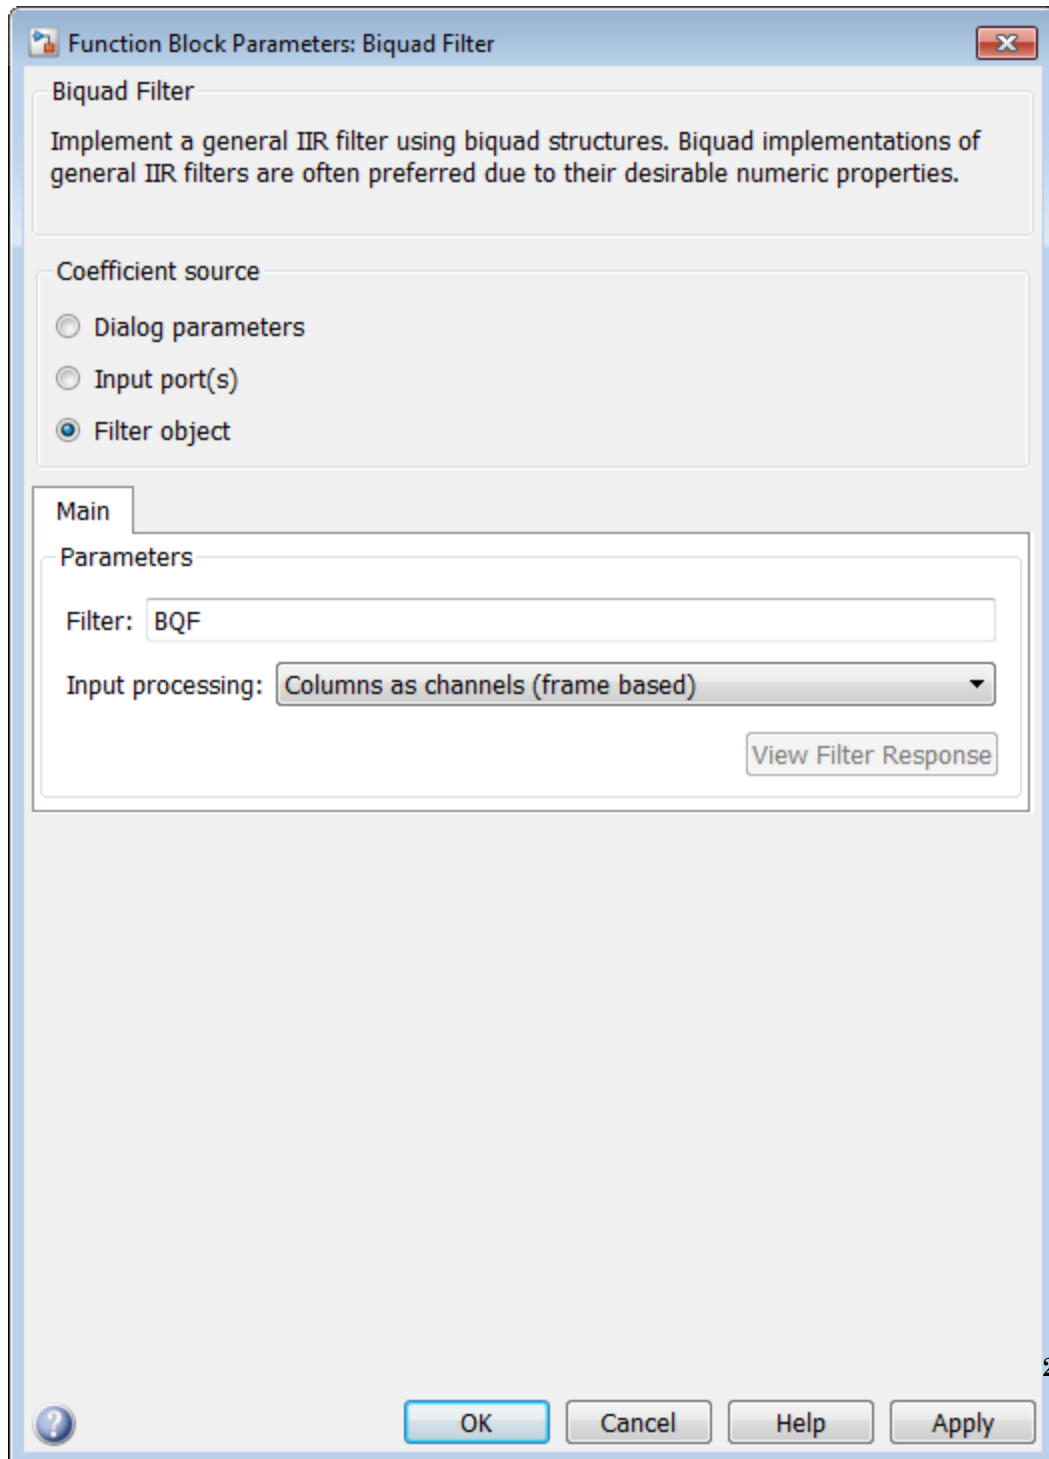 Function Block Parameters: Biquad Filter
Biquad Filter
Implement a general IIR filter using biquad structures. Biquad implementations of
general IIR filters are often preferred due to their desirable numeric properties.
Coefficient source
Dialog parameters
Input port(s)
Filter object
Main
Parameters
Filter: BQF
Input processing: Columns as channels (frame based)
View Filter Response
? OK Cancel Help Apply